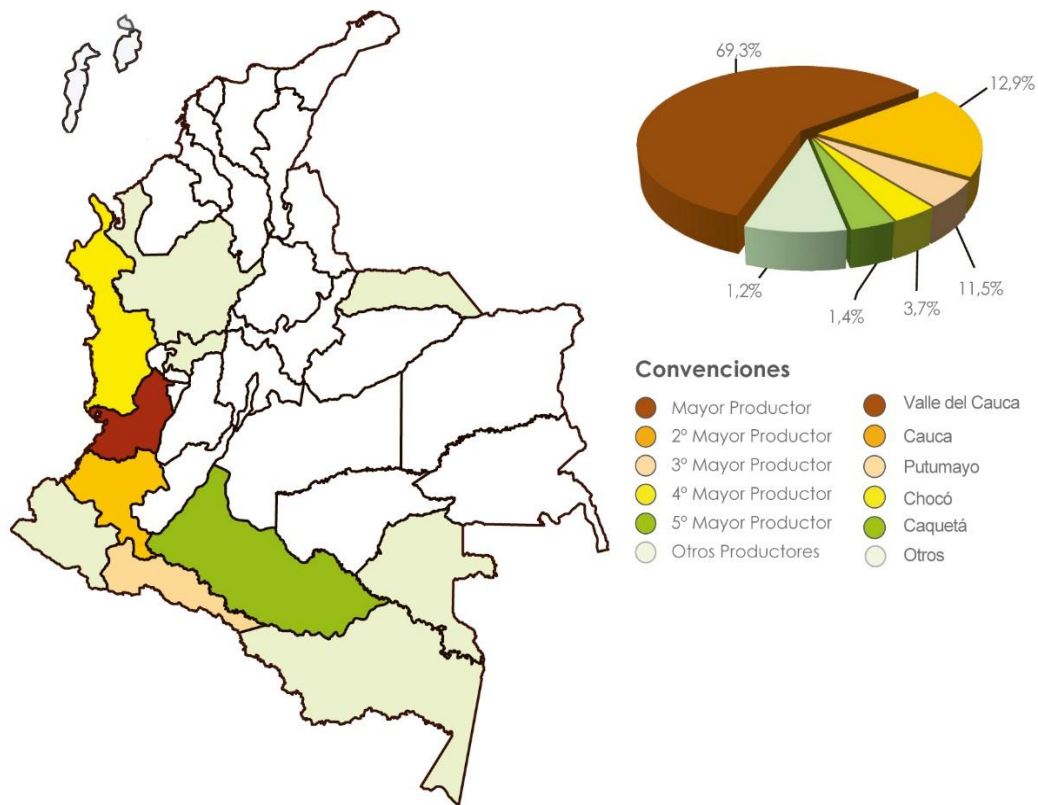 69,3%
12,9%
11,5%
3,7%
1,4%
1,2%
Convenciones
Mayor Productor
Valle del Cauca
2º Mayor Productor
Cauca
3º Mayor Productor
Putumayo
4º Mayor Productor
Chocó
5º Mayor Productor
Caquetá
Otros Productores
Otros